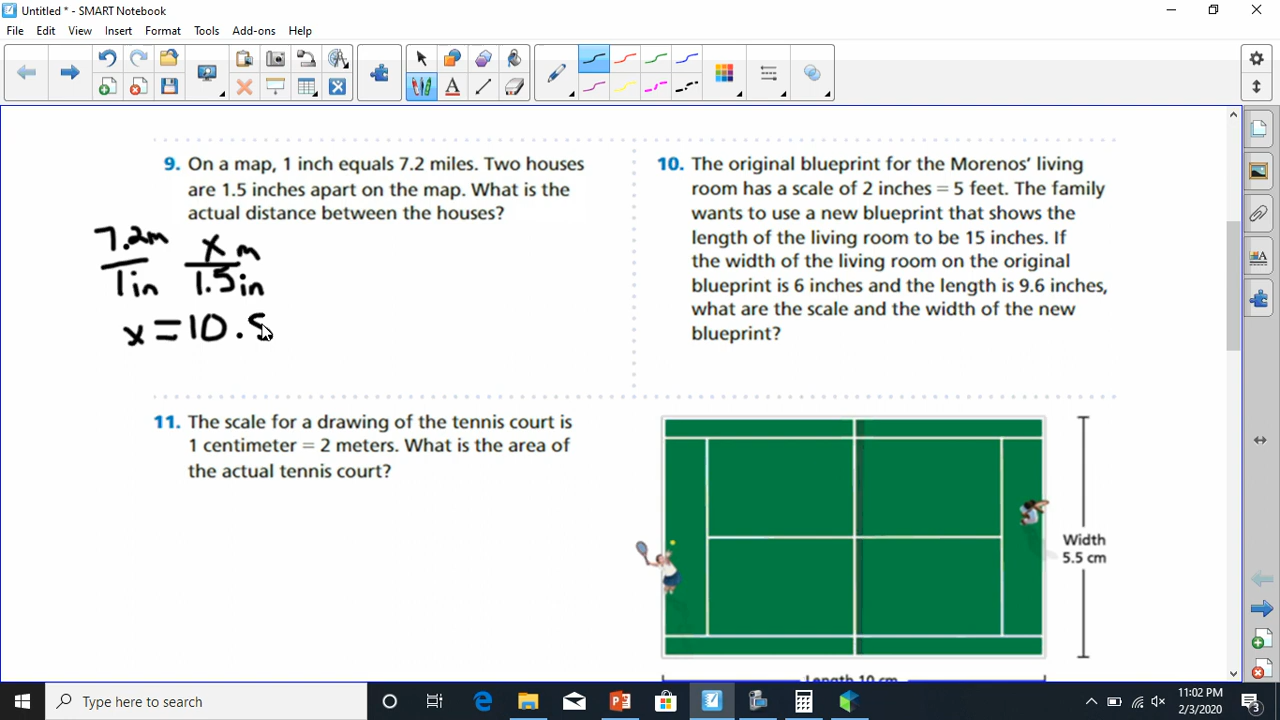 Untitled * - SMART Notebook
File Edit View Insert Format Tools Add-ons Help
9. On a map, 1 inch equals 7.2 miles. Two houses
are 1.5 inches apart on the map. What is the
actual distance between the houses?
7.2m x m
1in 1.5in
x = 10.8
10. The original blueprint for the Morenos' living
room has a scale of 2 inches = 5 feet. The family
wants to use a new blueprint that shows the
length of the living room to be 15 inches. If
the width of the living room on the original
blueprint is 6 inches and the length is 9.6 inches,
what are the scale and the width of the new
blueprint?
11. The scale for a drawing of the tennis court is
1 centimeter = 2 meters. What is the area of
the actual tennis court?
Width
5.5 cm
Length 10 cm
Type here to search
11:02 PM
2/3/2020
3